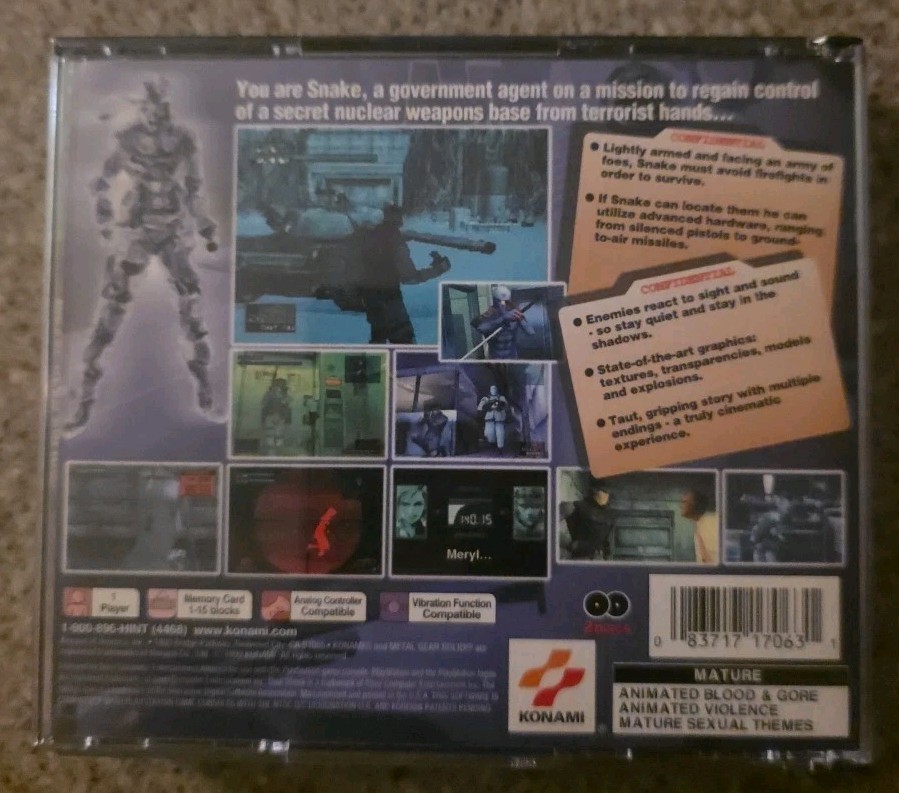 You are Snake, a government agent on a mission to regain control
of a secret nuclear weapons base from terrorist hands...
CONFIDENTIAL
● Lightly armed and facing an army of
foes, Snake must avoid firefights in
order to survive.
● If Snake can locate them he can
utilize advanced hardware, ranging
from silenced pistols to ground-
to-air missiles.
CONFIDENTIAL
● Enemies react to sight and sound
- so stay quiet and stay in the
shadows.
● State-of-the-art graphics:
textures, transparencies, models
and explosions.
● Taut, gripping story with multiple
endings - a truly cinematic
experience.
140.15
Meryl...
1
Player
Memory Card
1-15 blocks
Analog Controller
Compatible
Vibration Function
Compatible
2 DISCS
1-900-896-HINT (4468) www.konami.com
KONAMI
0 83717 17063 1
MATURE
ANIMATED BLOOD & GORE
ANIMATED VIOLENCE
MATURE SEXUAL THEMES